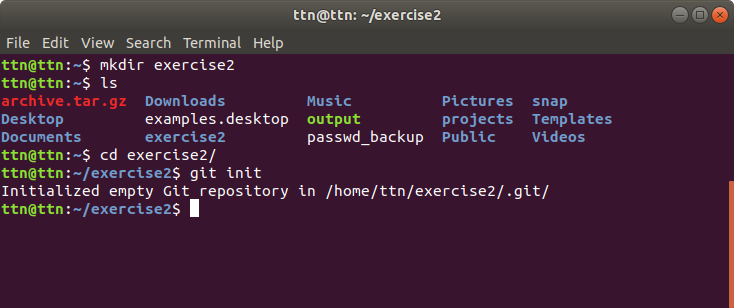 ttn@ttn: ~/exercise2
File Edit View Search Terminal Help
ttn@ttn:~$ mkdir exercise2
ttn@ttn:~$ ls
archive.tar.gz  Downloads         Music          Pictures  snap
Desktop         examples.desktop  output         projects  Templates
Documents       exercise2         passwd_backup  Public    Videos
ttn@ttn:~$ cd exercise2/
ttn@ttn:~/exercise2$ git init
Initialized empty Git repository in /home/ttn/exercise2/.git/
ttn@ttn:~/exercise2$